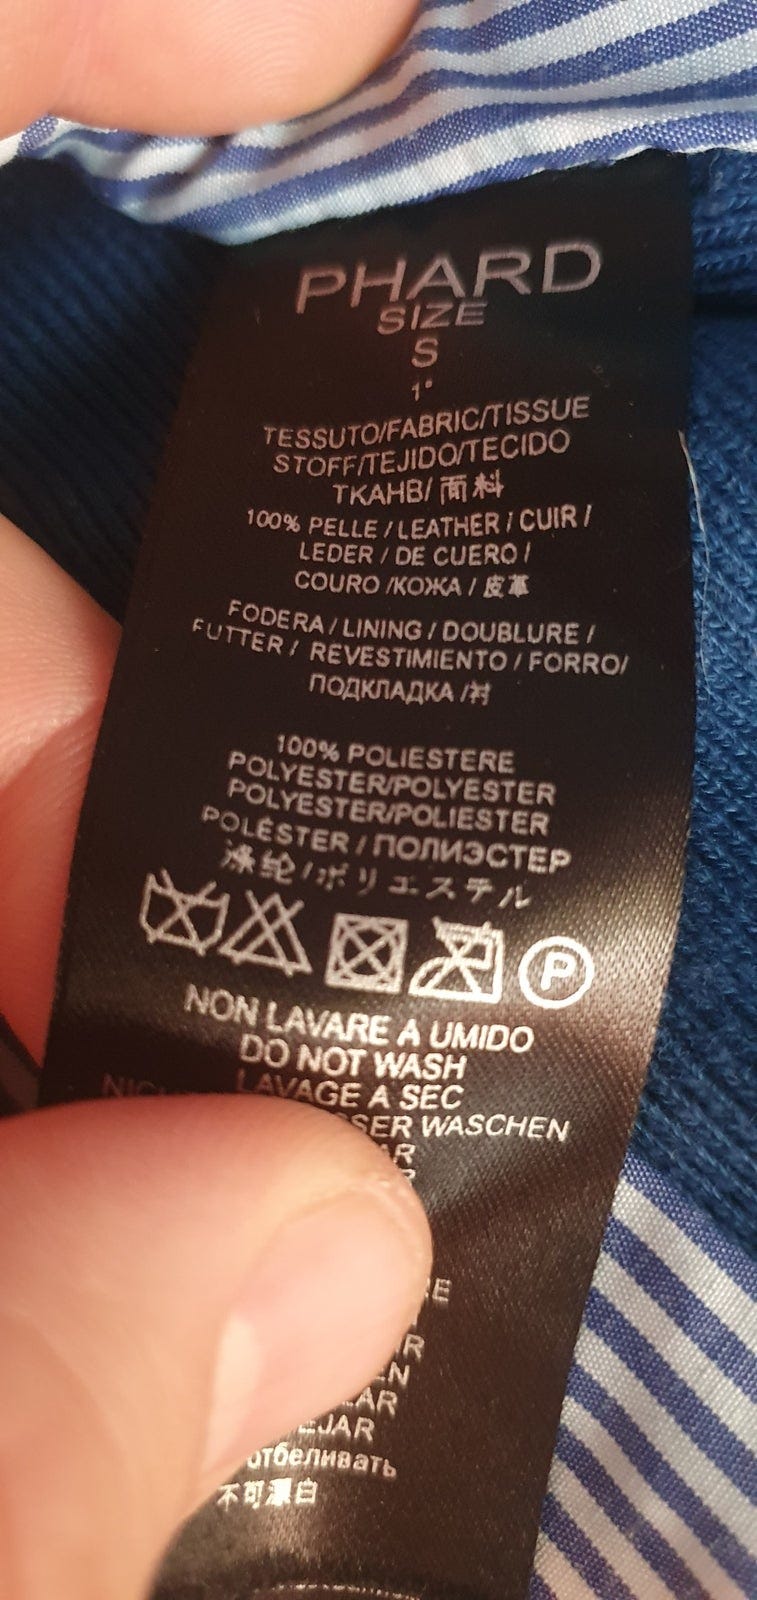 PHARD
SIZE
S
1°
TESSUTO/FABRIC/TISSUE
STOFF/TEJIDO/TECIDO
ТКАНВ/ 面料
100% PELLE / LEATHER / CUIR /
LEDER / DE CUERO /
COURO /КОЖА / 皮革
FODERA / LINING / DOUBLURE /
FUTTER / REVESTIMIENTO / FORRO/
ПОДКЛАДКА /衬
100% POLIESTERE
POLYESTER/POLYESTER
POLYESTER/POLIESTER
POLÉSTER / ПОЛИЭСТЕР
涤纶/ポリエステル
P
NON LAVARE A UMIDO
DO NOT WASH
LAVAGE A SEC
WASCHEN
отбеливать
不可漂白